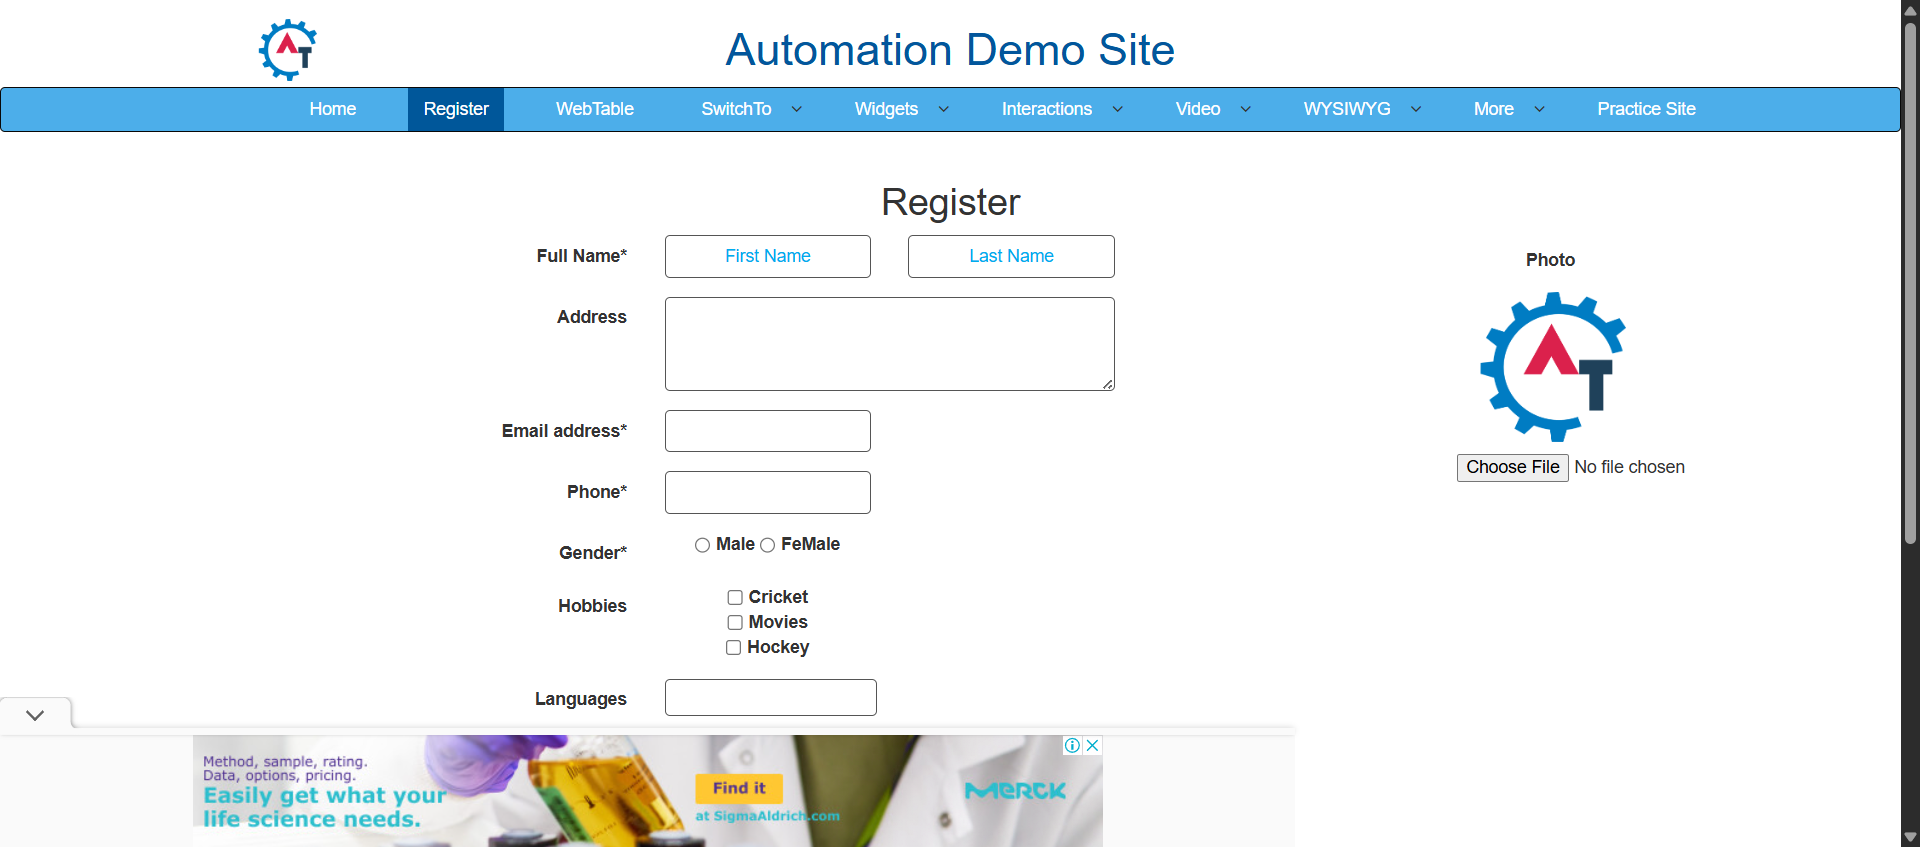 Automation Demo Site
Home Register WebTable SwitchTo Widgets Interactions Video WYSIWYG More Practice Site
Register
Full Name* First Name Last Name
Photo
Address
Email address*
Choose File No file chosen
Phone*
Gender* Male FeMale
Hobbies Cricket
Movies
Hockey
Languages
Method, sample, rating.
Data, options, pricing.
Easily get what your
life science needs.
Find it
at SigmaAldrich.com
MERCK